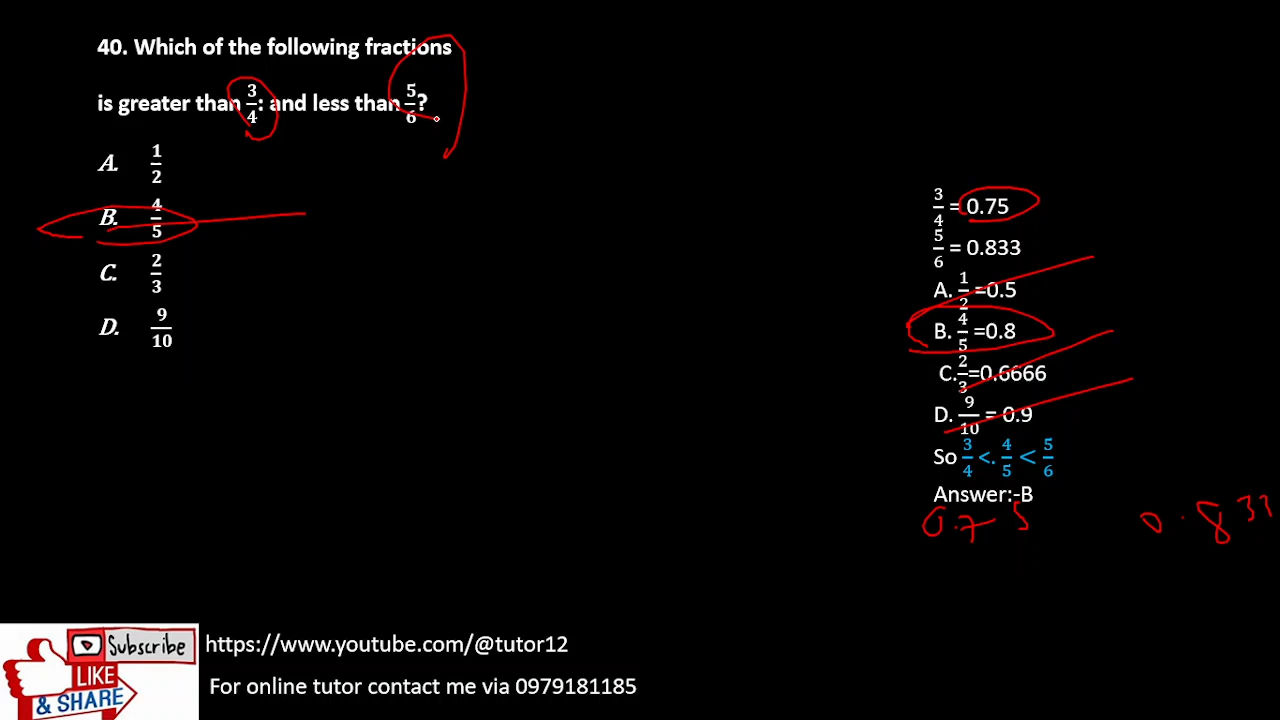 40. Which of the following fractions
is greater than 3/4: and less than 5/6?
A. 1/2
B. 4/5
C. 2/3
D. 9/10
3/4 = 0.75
5/6 = 0.833
A. 1/2 =0.5
B. 4/5 =0.8
C. 2/3=0.6666
D. 9/10 = 0.9
So 3/4 <. 4/5 < 5/6
Answer:-B
0.75 0.833
Subscribe
LIKE
& SHARE
https://www.youtube.com/@tutor12
For online tutor contact me via 0979181185